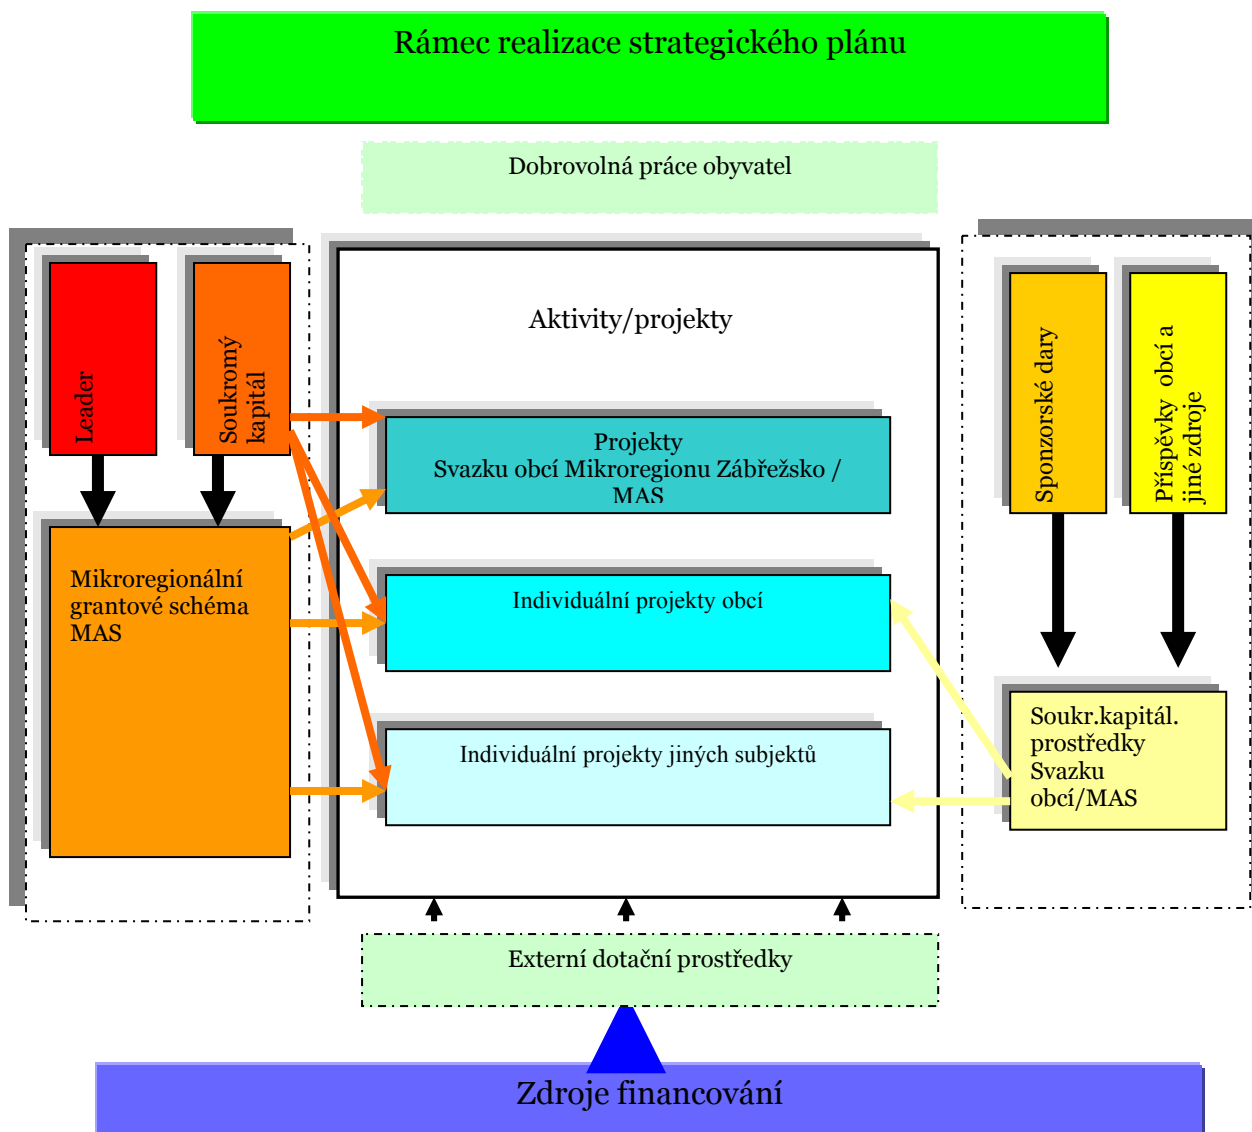 Rámec realizace strategického plánu
Dobrovolná práce obyvatel
Leader
Soukromý
kapitál
Aktivity/projekty
Sponzorské dary
Příspěvky obcí a
jiné zdroje
Projekty
Svazku obcí Mikroregionu Zábřežsko /
MAS
Mikroregionální
grantové schéma
MAS
Individuální projekty obcí
Individuální projekty jiných subjektů
Soukr.kapitál.
prostředky
Svazku
obcí/MAS
Externí dotační prostředky
Zdroje financování